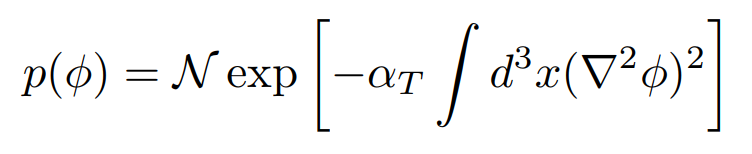 p(ϕ) = 𝒩 exp [−α_T ∫ d³x(∇²ϕ)²]